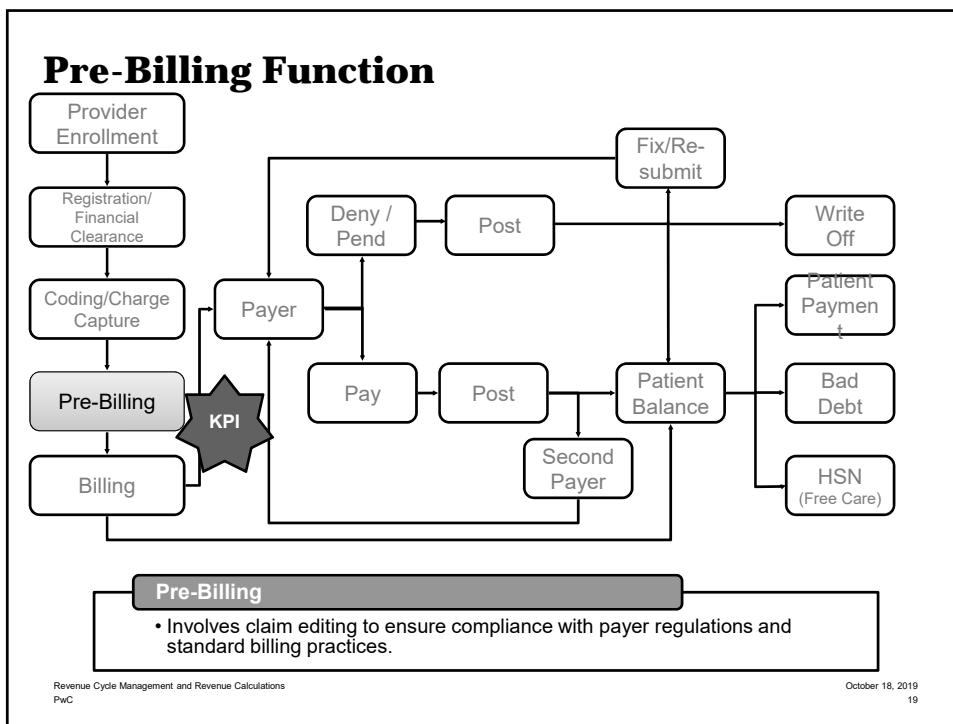 Pre-Billing Function
Provider
Enrollment
Registration/
Financial
Clearance
Coding/Charge
Capture
Pre-Billing
Billing
KPI
Payer
Deny /
Pend
Post
Pay
Post
Second
Payer
Fix/Re-
submit
Patient
Balance
Write
Off
Patient
Paymen
t
Bad
Debt
HSN
(Free Care)
Pre-Billing
• Involves claim editing to ensure compliance with payer regulations and
standard billing practices.
Revenue Cycle Management and Revenue Calculations
PwC
October 18, 2019
19